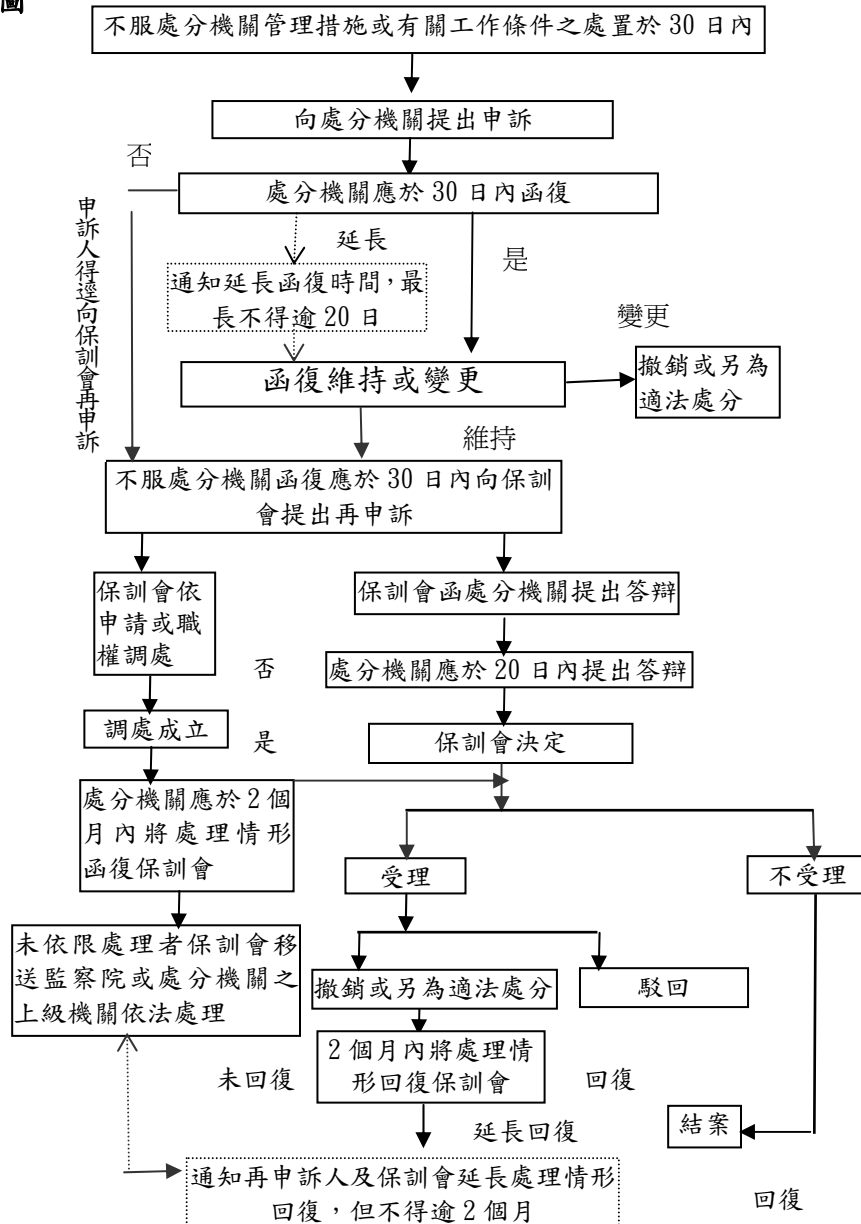 圖
不服處分機關管理措施或有關工作條件之處置於 30 日內
向處分機關提出申訴
否
處分機關應於 30 日內函復
申訴人得逕向保訓會再申訴
延長
是
通知延長函復時間，最
長不得逾 20 日
變更
函復維持或變更
撤銷或另為
適法處分
維持
不服處分機關函復應於 30 日內向保訓
會提出再申訴
保訓會依
申請或職
權調處
保訓會函處分機關提出答辯
否
處分機關應於 20 日內提出答辯
調處成立
是
保訓會決定
處分機關應於 2 個
月內將處理情形
函復保訓會
受理
不受理
未依限處理者保訓會移
送監察院或處分機關之
上級機關依法處理
撤銷或另為適法處分
駁回
2 個月內將處理情
形回復保訓會
未回復
回復
延長回復
結案
通知再申訴人及保訓會延長處理情形
回復，但不得逾 2 個月
回復